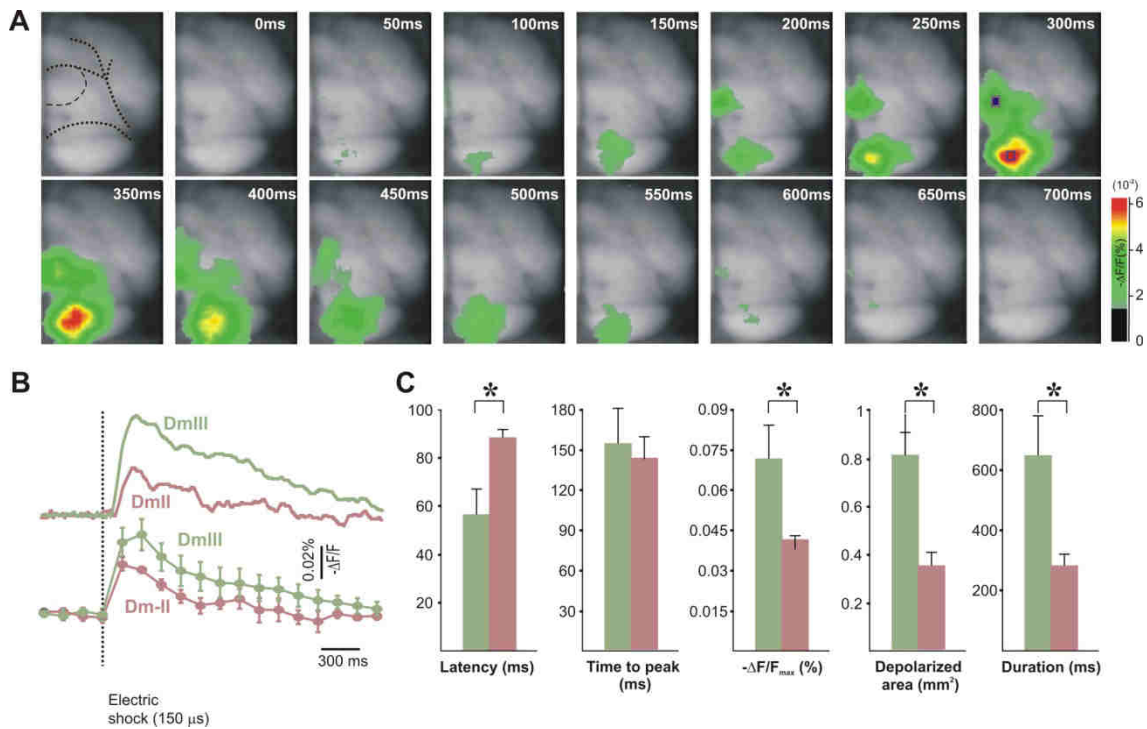 A
0ms
50ms
100ms
150ms
200ms
250ms
300ms
350ms
400ms
450ms
500ms
550ms
600ms
650ms
700ms
(10⁻²)
6
4
2
0
-ΔF/F(%)
B
DmIII
DmII
DmIII
Dm-II
0.02%
-ΔF/F
300 ms
Electric
shock (150 µs)
C
*
100
80
60
40
20
Latency (ms)
180
150
120
90
60
30
Time to peak
(ms)
*
0.09
0.075
0.06
0.045
0.03
0.015
-ΔF/Fmax (%)
*
1
0.8
0.6
0.4
0.2
Depolarized
area (mm²)
*
800
600
400
200
Duration (ms)